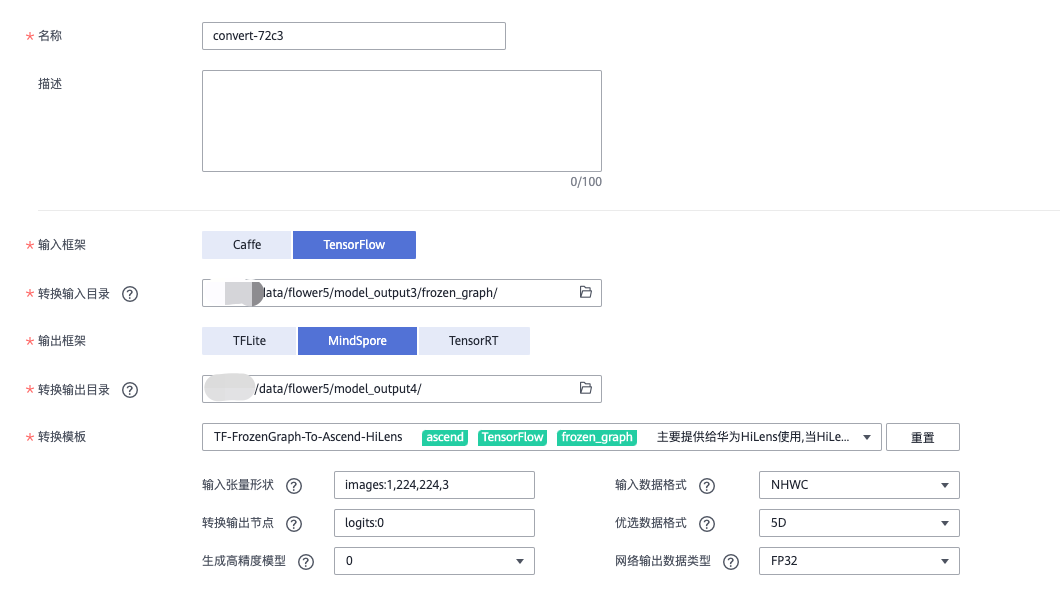 * 名称 convert-72c3
描述
0/100
* 输入框架 Caffe TensorFlow
* 转换输入目录 ? data/flower5/model_output3/frozen_graph/
* 输出框架 TFLite MindSpore TensorRT
* 转换输出目录 ? /data/flower5/model_output4/
* 转换模板 TF-FrozenGraph-To-Ascend-HiLens ascend TensorFlow frozen_graph 主要提供给华为HiLens使用,当HiLe... 重置
输入张量形状 ? images:1,224,224,3 输入数据格式 ? NHWC
转换输出节点 ? logits:0 优选数据格式 ? 5D
生成高精度模型 ? 0 网络输出数据类型 ? FP32